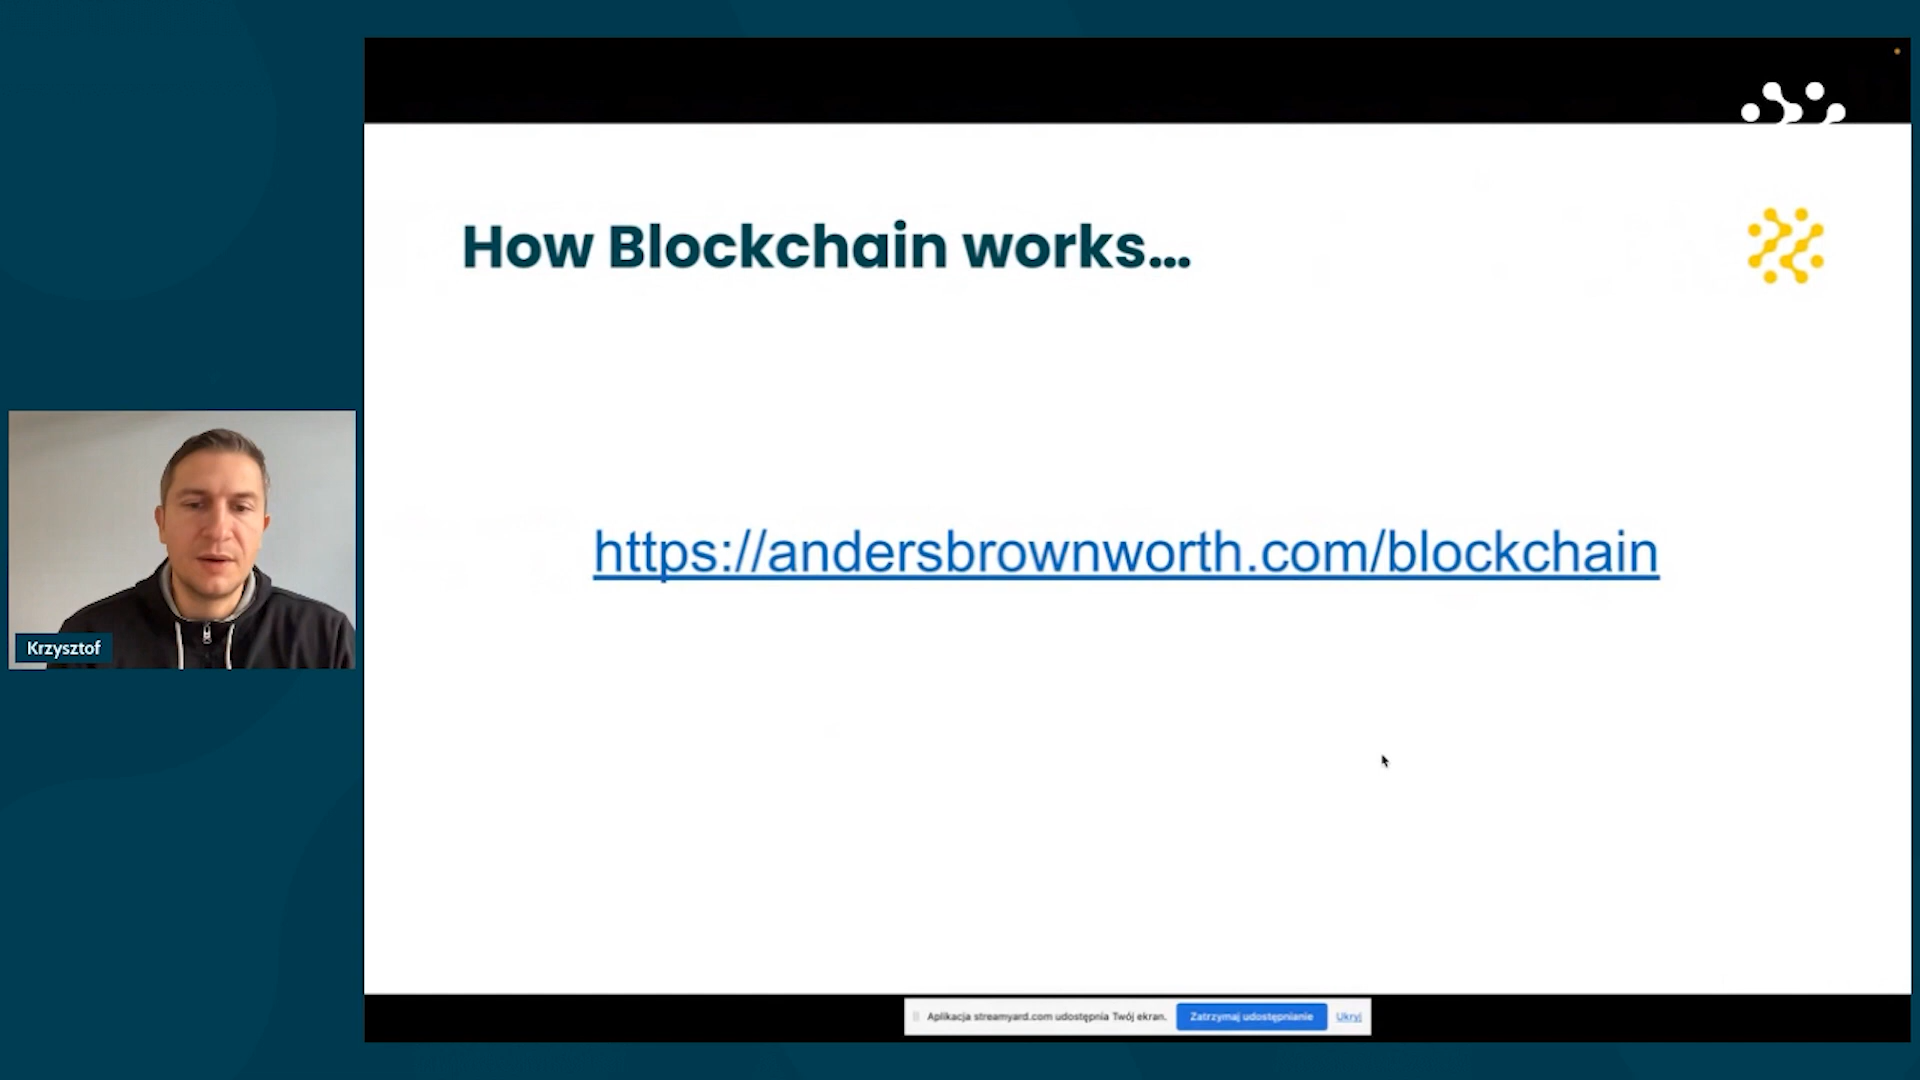 How Blockchain works...
https://andersbrownworth.com/blockchain
Krzysztof
Aplikacja streamyard.com udostępnia Twój ekran.
Zatrzymaj udostępnianie
Ukryj